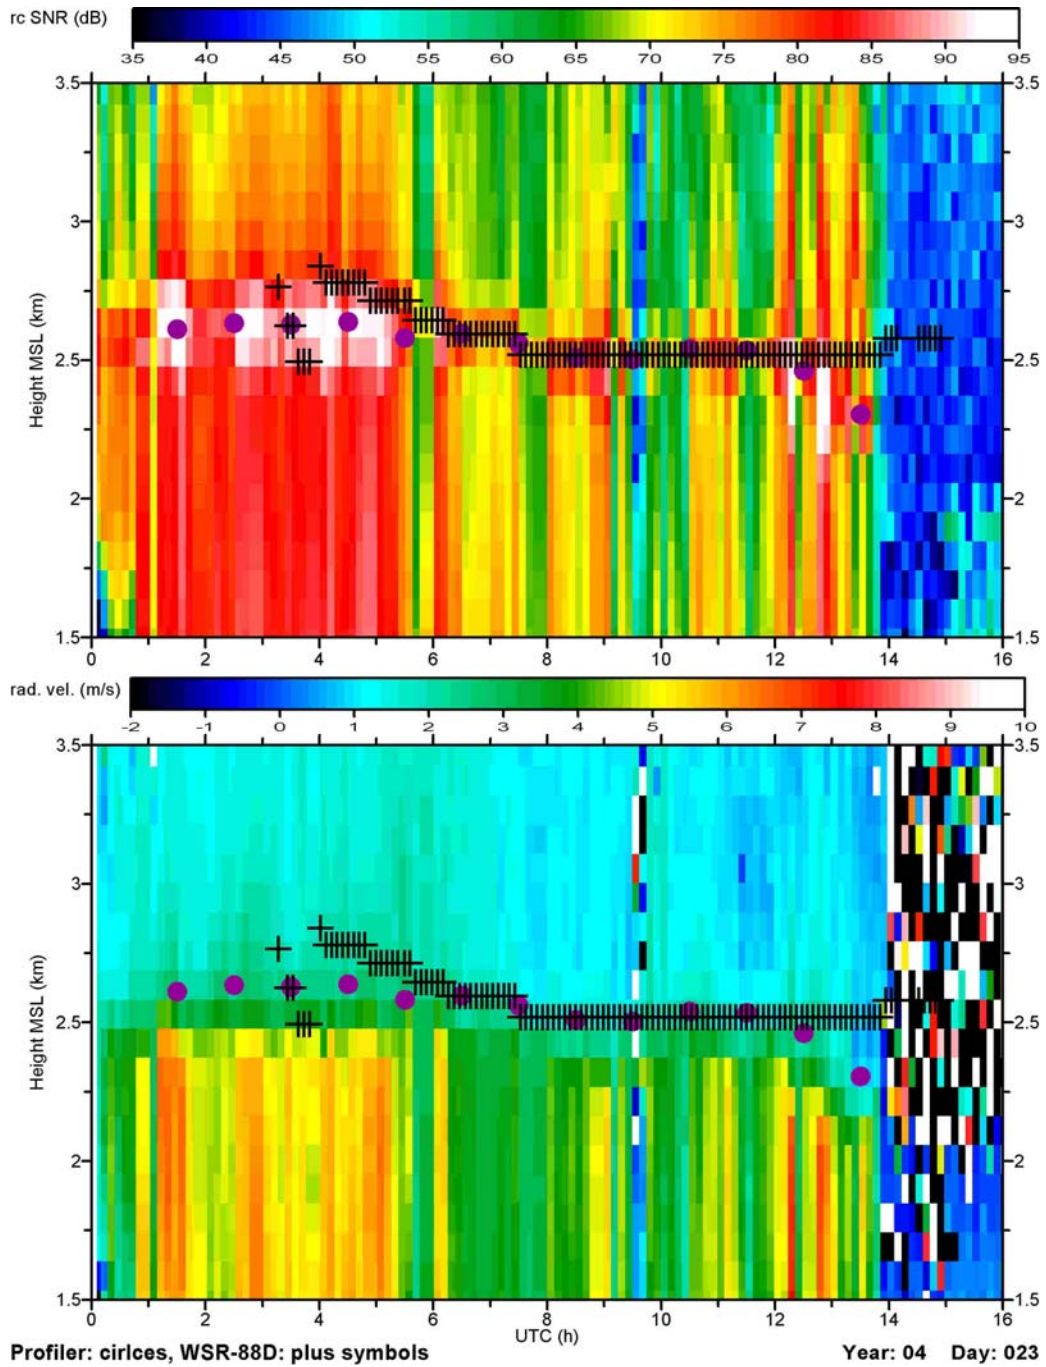 rc SNR (dB)
35 40 45 50 55 60 65 70 75 80 85 90 95
3.5 3.5
3 3
Height MSL (km)
2.5 2.5
2 2
1.5 1.5
0 2 4 6 8 10 12 14 16
rad. vel. (m/s)
-2 -1 0 1 2 3 4 5 6 7 8 9 10
3.5 3.5
3 3
Height MSL (km)
2.5 2.5
2 2
1.5 1.5
0 2 4 6 8 10 12 14 16
UTC (h)
Profiler: cirlces, WSR-88D: plus symbols Year: 04 Day: 023